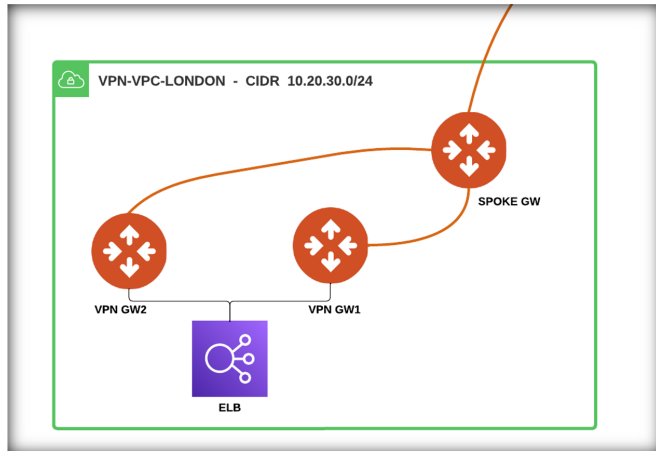 VPN-VPC-LONDON - CIDR 10.20.30.0/24
SPOKE GW
VPN GW2
VPN GW1
ELB